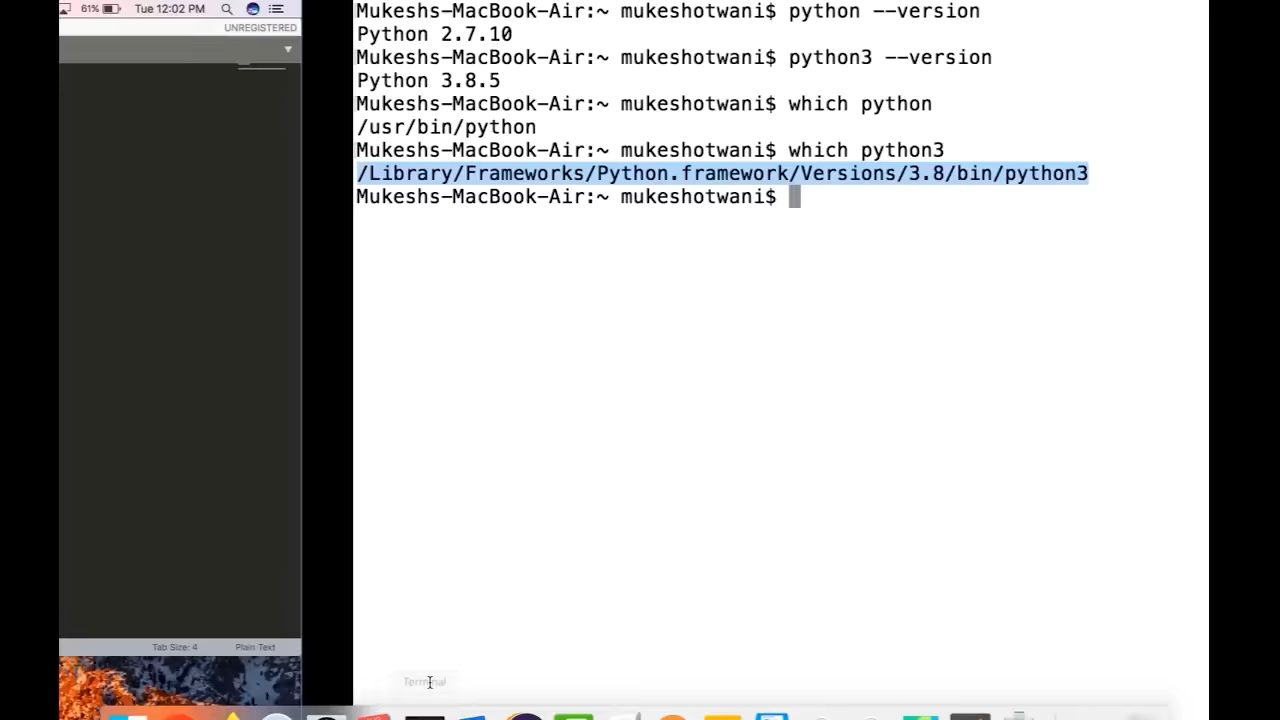 61% Tue 12:02 PM
UNREGISTERED
Tab Size: 4 Plain Text
Mukeshs-MacBook-Air:~ mukeshotwani$ python --version
Python 2.7.10
Mukeshs-MacBook-Air:~ mukeshotwani$ python3 --version
Python 3.8.5
Mukeshs-MacBook-Air:~ mukeshotwani$ which python
/usr/bin/python
Mukeshs-MacBook-Air:~ mukeshotwani$ which python3
/Library/Frameworks/Python.framework/Versions/3.8/bin/python3
Mukeshs-MacBook-Air:~ mukeshotwani$
Terminal